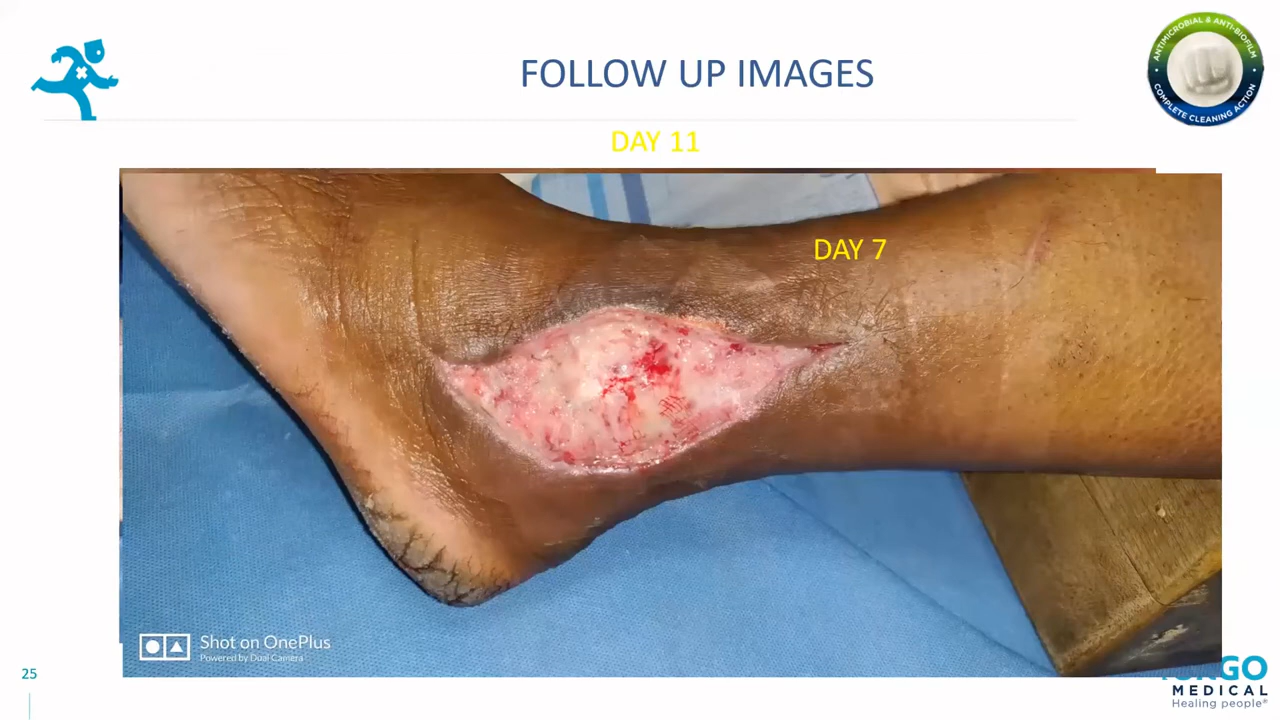 FOLLOW UP IMAGES
ANTIMICROBIAL & ANTI-BIOFILM
COMPLETE CLEANING ACTION
DAY 11
DAY 7
Shot on OnePlus
Powered by Dual Camera
25
MEDICAL
Healing people®